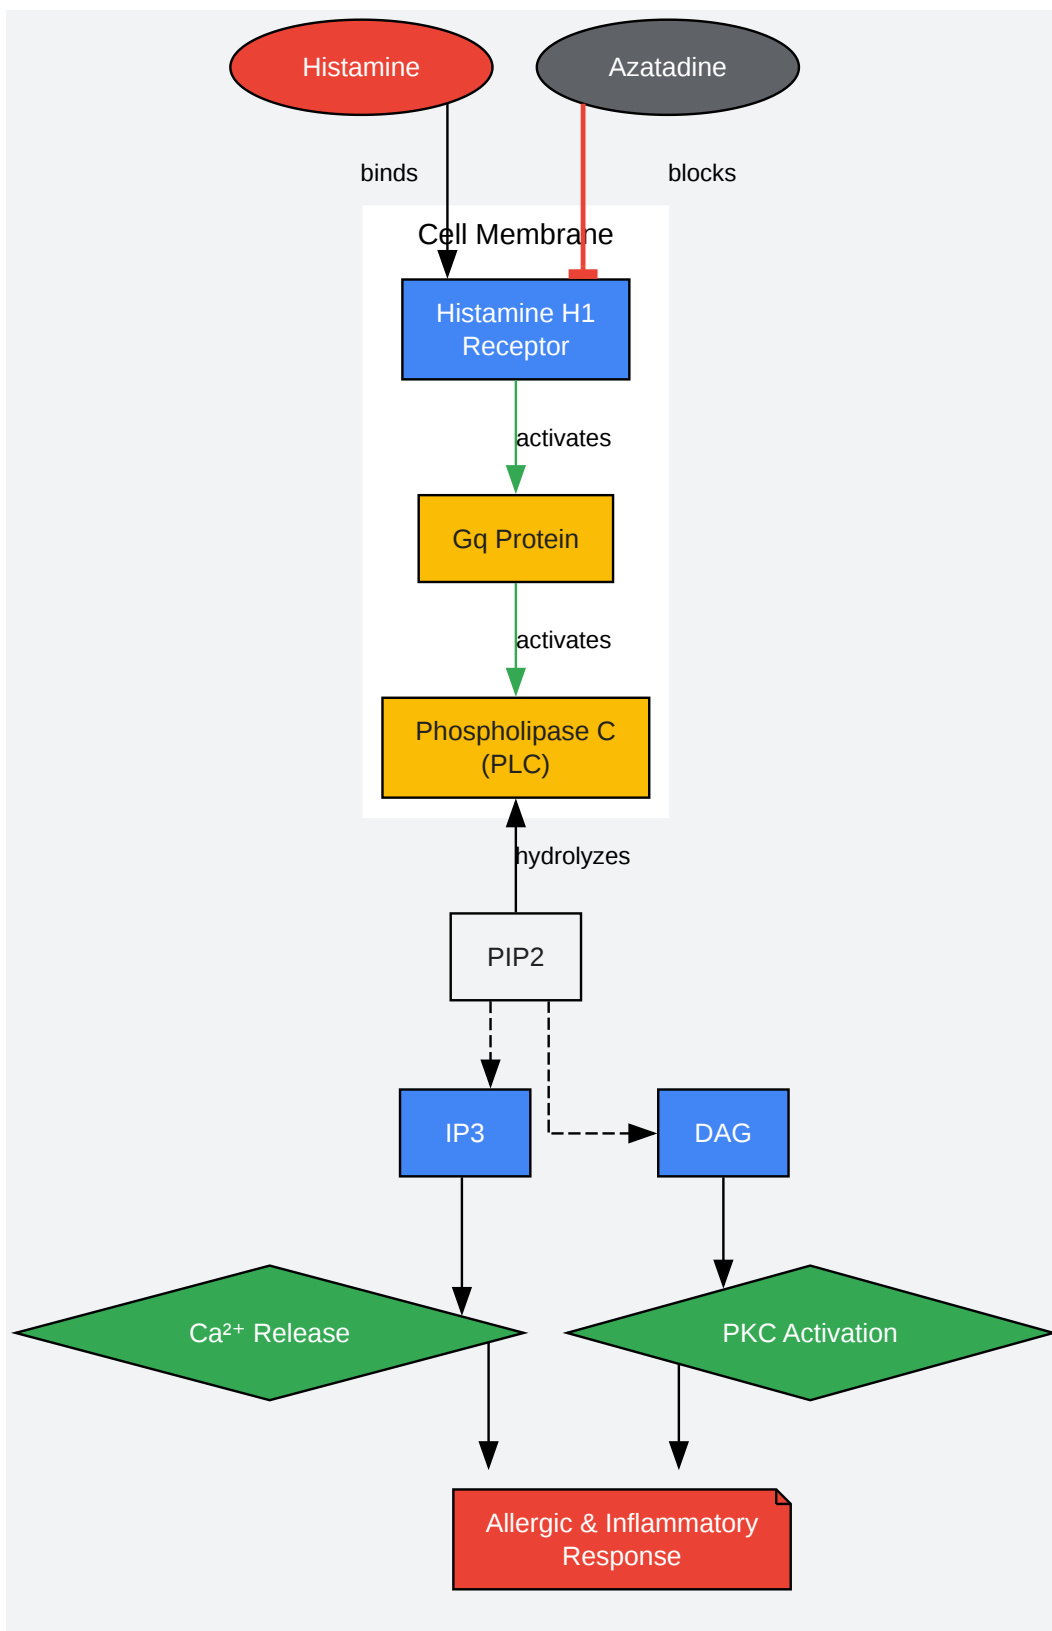 Histamine
Azatadine
binds
blocks
Cell Membrane
Histamine H1
Receptor
activates
Gq Protein
activates
Phospholipase C
(PLC)
hydrolyzes
PIP2
IP3
DAG
Ca²⁺ Release
PKC Activation
Allergic & Inflammatory
Response